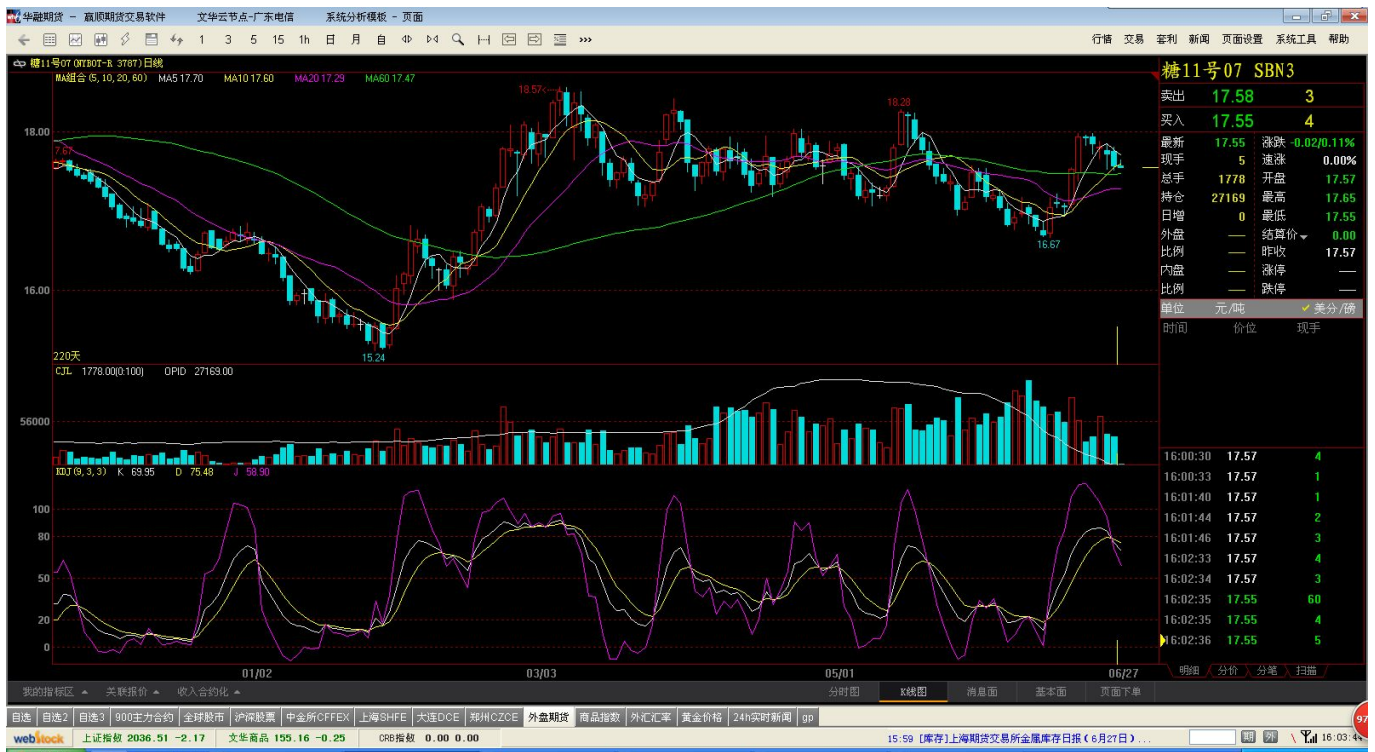 华融期货 - 赢顺期货交易软件 文华云节点-广东电信 系统分析模板 - 页面
1 3 5 15 1h 日 月 自 »» 行情 交易 套利 新闻 页面设置 系统工具 帮助
糖11号07 (NYBOT-R 3787)日线
MA组合(5,10,20,60) MA5 17.70 MA10 17.60 MA20 17.29 MA60 17.47
18.57
18.28
18.00
7.67
16.67
16.00
15.24
220天
CJL 1778.00(0:100) OPID 27169.00
56000
KDJ(9,3,3) K 69.95 D 75.48 J 58.90
100
80
50
20
0
01/02 03/03 05/01 06/27
糖11号07 SBN3
卖出 17.58 3
买入 17.55 4
最新 17.55 涨跌 -0.02/0.11%
现手 5 速涨 0.00%
总手 1778 开盘 17.57
持仓 27169 最高 17.65
日增 0 最低 17.55
外盘 — 结算价 0.00
比例 — 昨收 17.57
内盘 — 涨停 —
比例 — 跌停 —
单位 元/吨 美分/磅
时间 价位 现手
16:00:30 17.57 4
16:00:33 17.57 1
16:01:40 17.57 1
16:01:44 17.57 2
16:01:46 17.57 3
16:02:33 17.57 4
16:02:34 17.57 3
16:02:35 17.55 60
16:02:35 17.55 4
16:02:36 17.55 5
明细 分价 分笔 扫描
我的指标区 关联报价 收入合约化 分时图 K线图 消息面 基本面 页面下单
自选 自选2 自选3 900主力合约 全球股市 沪深股票 中金所CFFEX 上海SHFE 大连DCE 郑州CZCE 外盘期货 商品指数 外汇汇率 黄金价格 24h实时新闻 gp
97
webstock 上证指数 2036.51 -2.17 文华商品 155.16 -0.25 CRB指数 0.00 0.00 15:59 [库存]上海期货交易所金属库存日报(6月27日)... 期 外 16:03:44